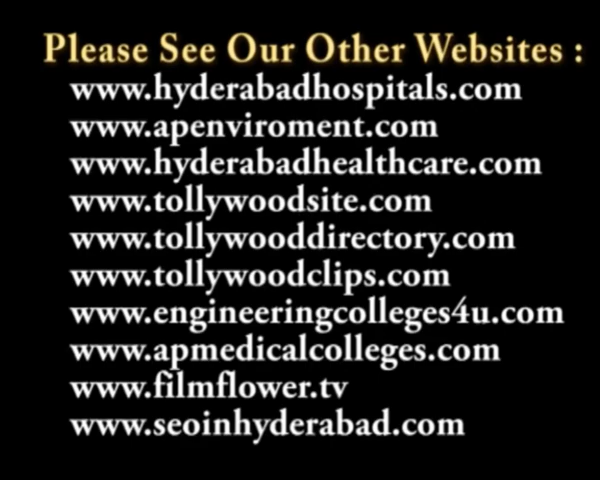 Please See Our Other Websites :
www.hyderabadhospitals.com
www.apenviroment.com
www.hyderabadhealthcare.com
www.tollywoodsite.com
www.tollywooddirectory.com
www.tollywoodclips.com
www.engineeringcolleges4u.com
www.apmedicalcolleges.com
www.filmflower.tv
www.seoinhyderabad.com